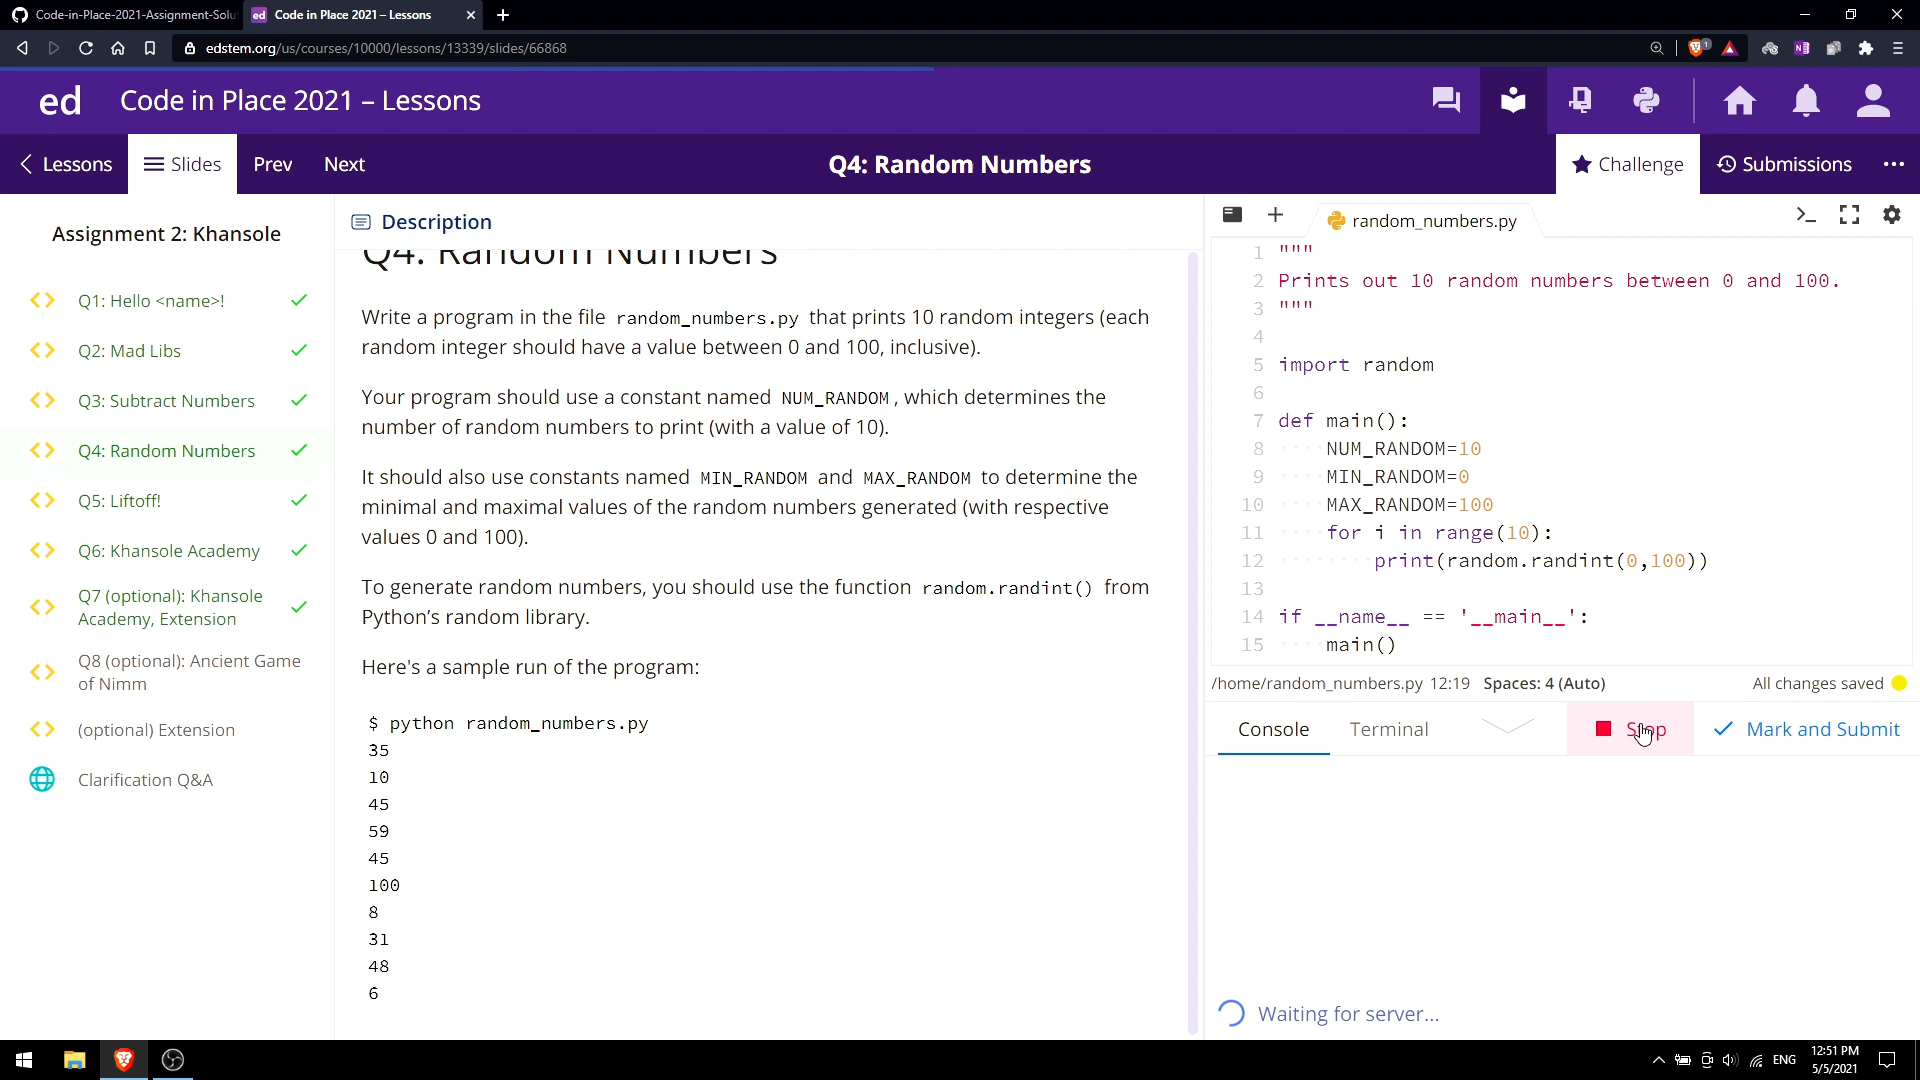 Code-in-Place-2021-Assignment-Solu
ed Code in Place 2021 – Lessons
edstem.org/us/courses/10000/lessons/13339/slides/66868
1
ed Code in Place 2021 – Lessons
Lessons Slides Prev Next
Q4: Random Numbers
Challenge Submissions
Assignment 2: Khansole
Q1: Hello <name>!
Q2: Mad Libs
Q3: Subtract Numbers
Q4: Random Numbers
Q5: Liftoff!
Q6: Khansole Academy
Q7 (optional): Khansole
Academy, Extension
Q8 (optional): Ancient Game
of Nimm
(optional) Extension
Clarification Q&A
Description
Q4: Random Numbers
Write a program in the file random_numbers.py that prints 10 random integers (each
random integer should have a value between 0 and 100, inclusive).
Your program should use a constant named NUM_RANDOM, which determines the
number of random numbers to print (with a value of 10).
It should also use constants named MIN_RANDOM and MAX_RANDOM to determine the
minimal and maximal values of the random numbers generated (with respective
values 0 and 100).
To generate random numbers, you should use the function random.randint() from
Python's random library.
Here's a sample run of the program:
$ python random_numbers.py
35
10
45
59
45
100
8
31
48
6
random_numbers.py
1 """
2 Prints out 10 random numbers between 0 and 100.
3 """
4
5 import random
6
7 def main():
8 NUM_RANDOM=10
9 MIN_RANDOM=0
10 MAX_RANDOM=100
11 for i in range(10):
12 print(random.randint(0,100))
13
14 if __name__ == '__main__':
15 main()
/home/random_numbers.py 12:19 Spaces: 4 (Auto) All changes saved
Console Terminal Stop Mark and Submit
Waiting for server...
ENG
12:51 PM
5/5/2021